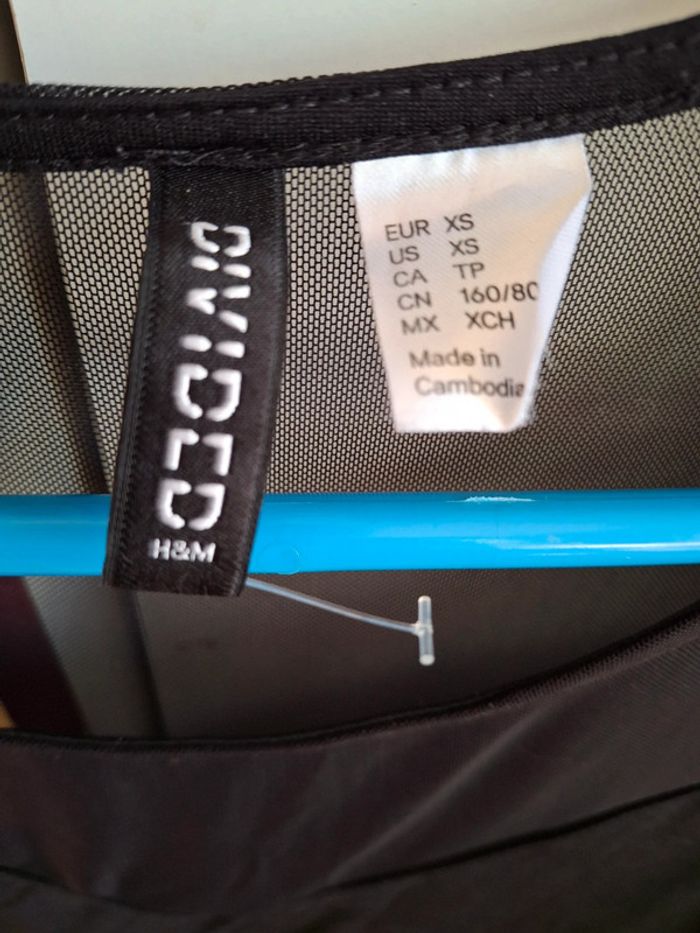 DIVIDED
H&M
EUR XS
US XS
CA TP
CN 160/80
MX XCH
Made in
Cambodia